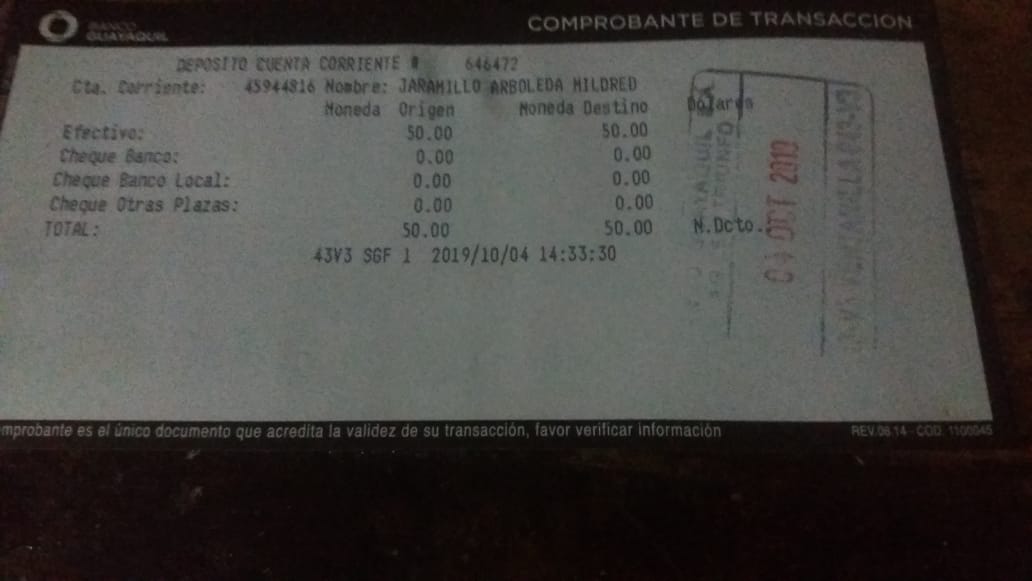 BANCO
GUAYAQUIL
COMPROBANTE DE TRANSACCIÓN
DEPOSITO CUENTA CORRIENTE # 646472
Cta. Corriente: 45944816 Nombre: JARAMILLO ARBOLEDA MILDRED
Moneda Origen Moneda Destino Dolares
Efectivo: 50.00 50.00
Cheque Banco: 0.00 0.00
Cheque Banco Local: 0.00 0.00
Cheque Otras Plazas: 0.00 0.00
TOTAL: 50.00 50.00 N.Dcto.
43V3 SGF 1 2019/10/04 14:33:30
04 OCT 2019
mprobante es el único documento que acredita la validez de su transacción, favor verificar información
REV.06.14 - COD. 1100045